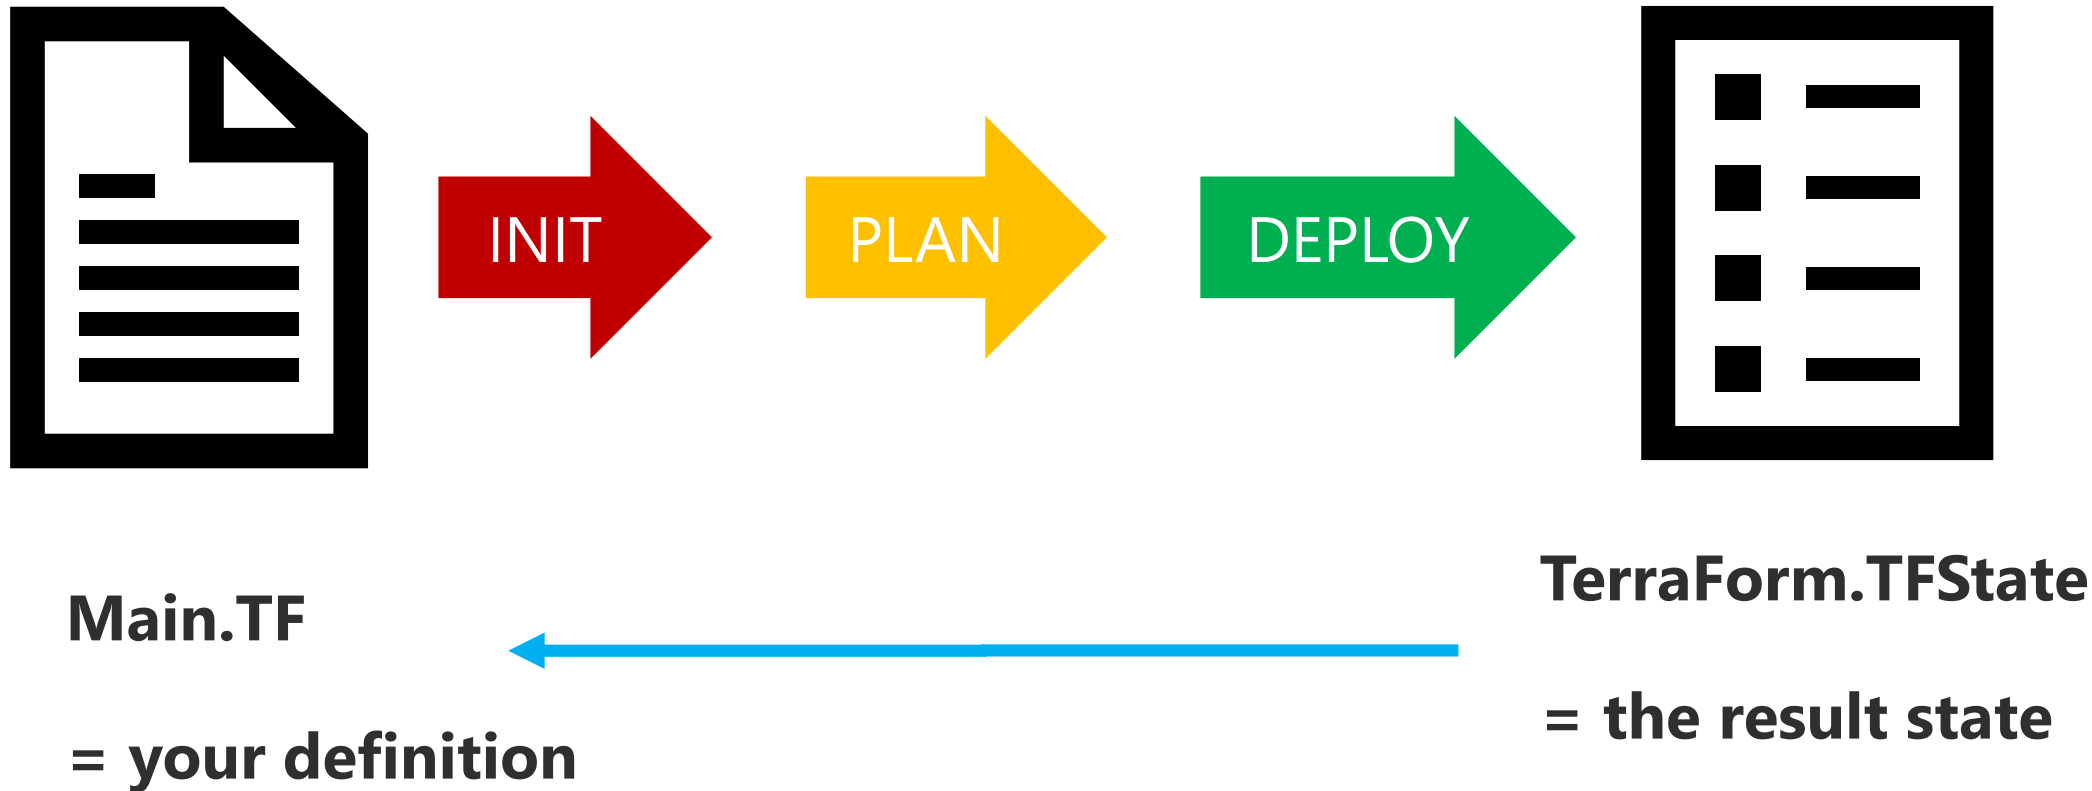 INIT
PLAN
DEPLOY
Main.TF
= your definition
TerraForm.TFState
= the result state